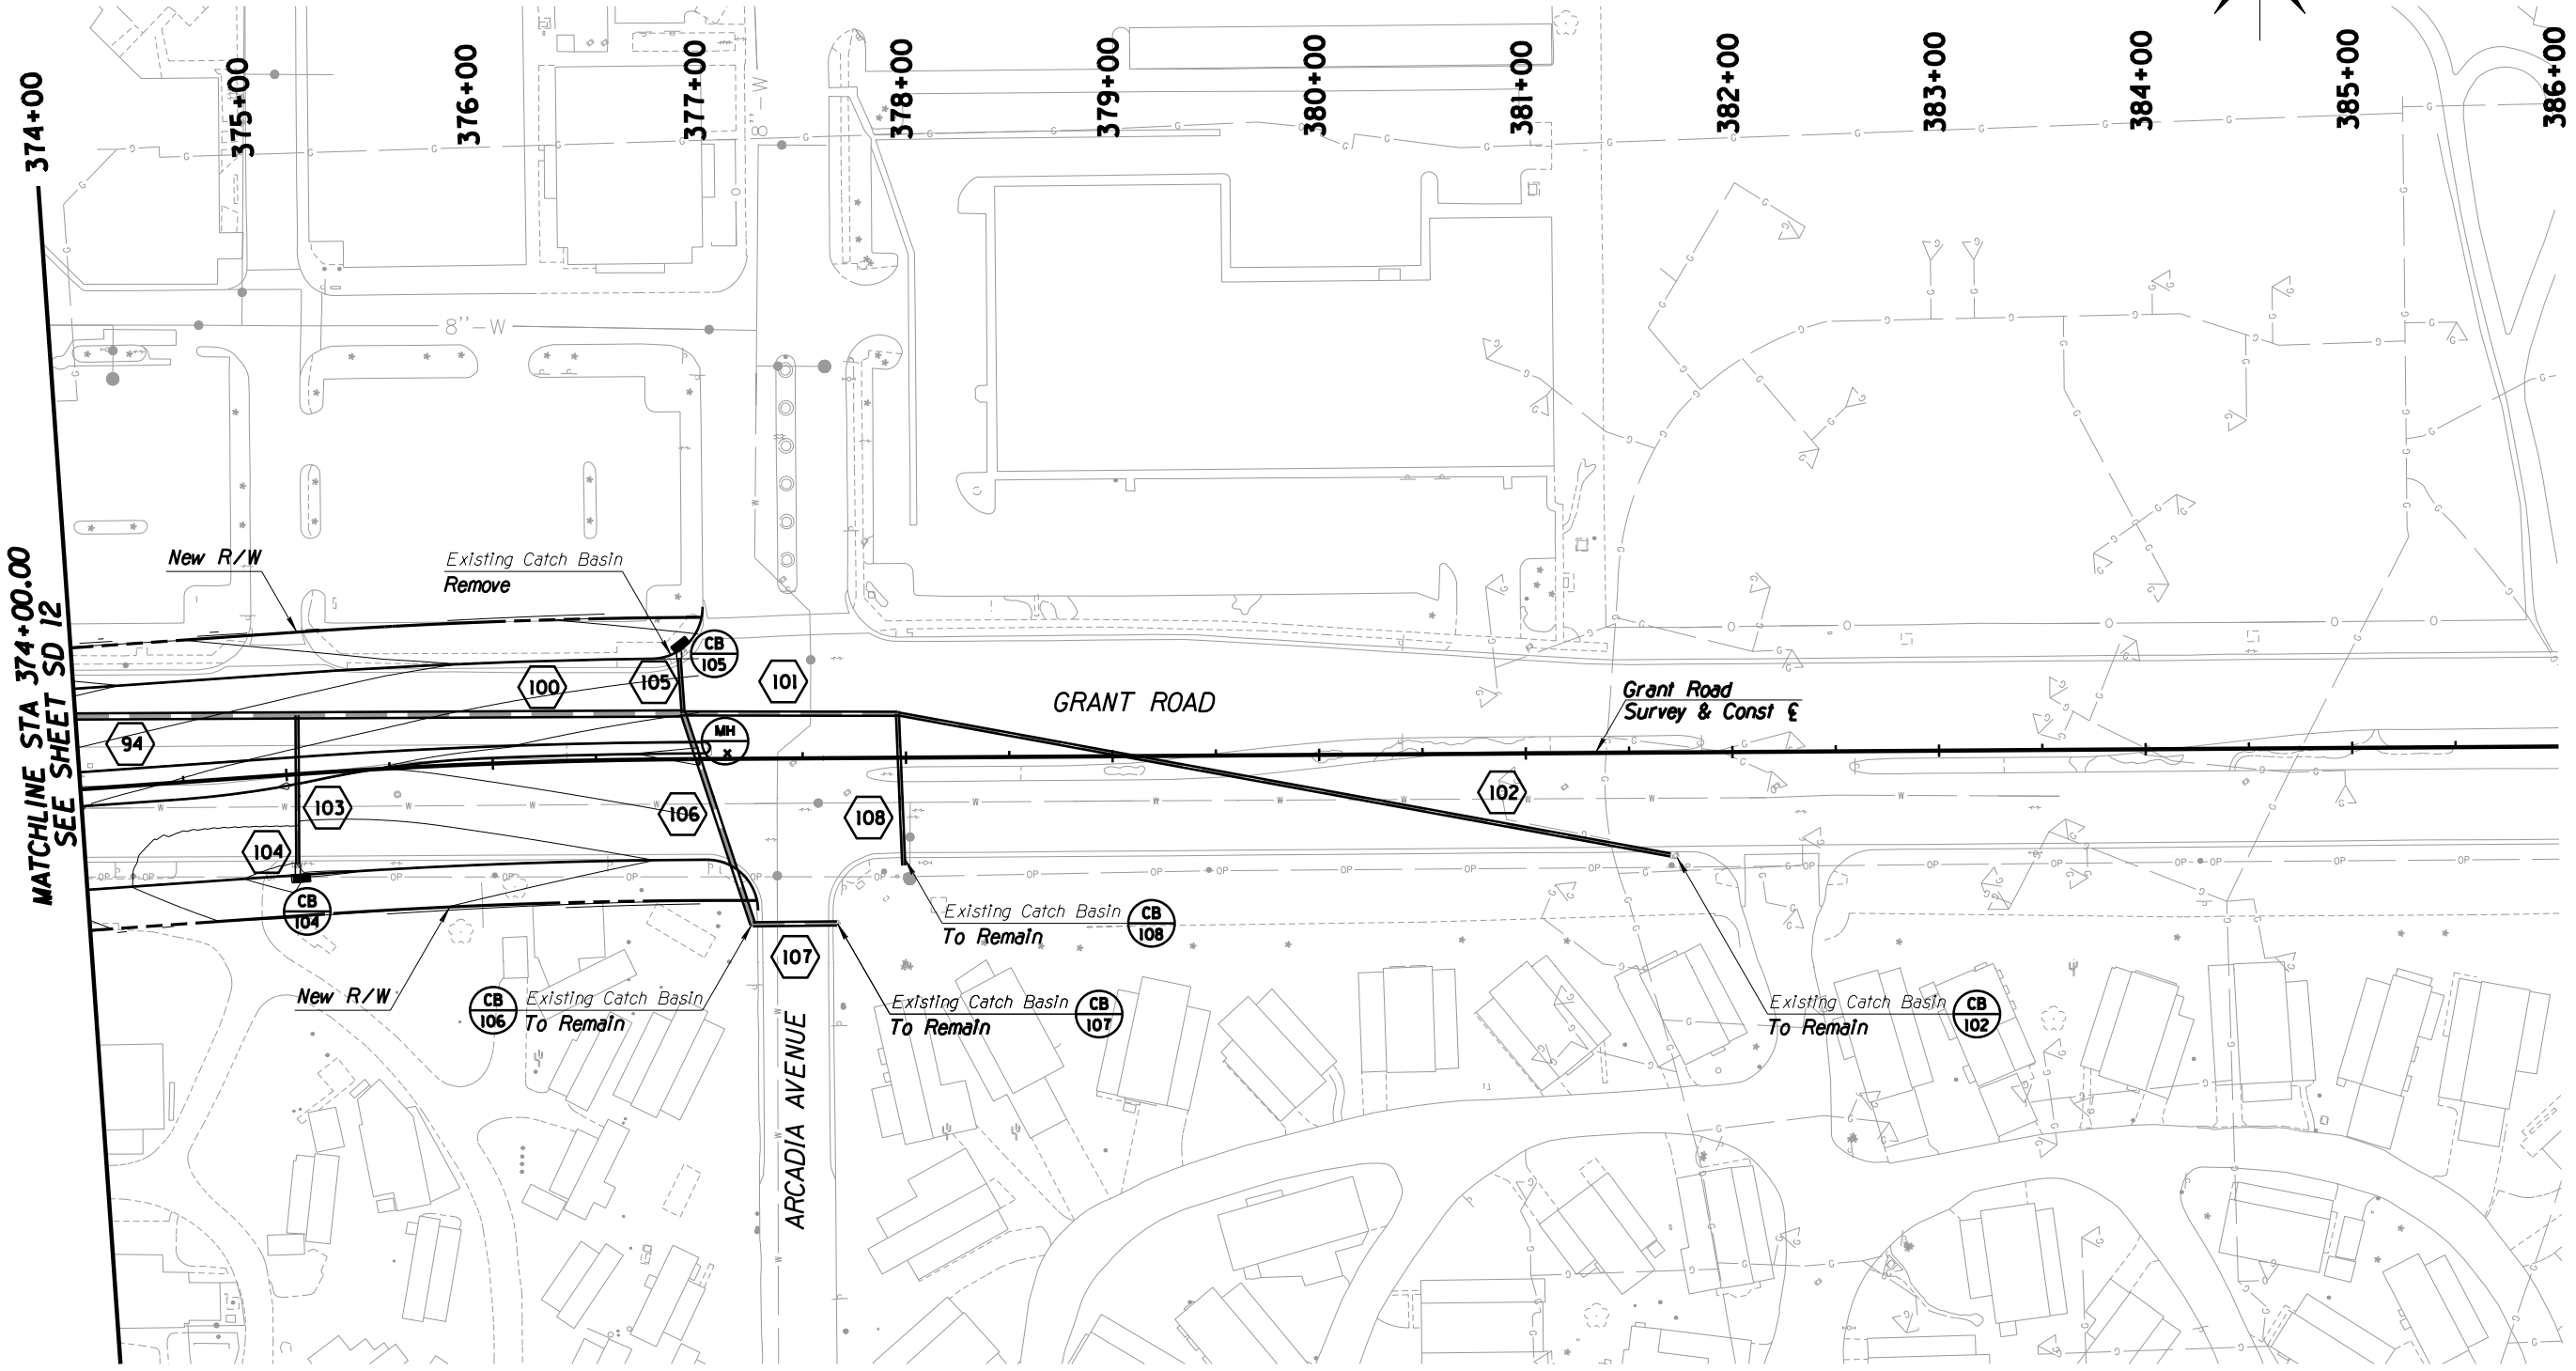 374+00
375+00
376+00
377+00
378+00
379+00
380+00
381+00
382+00
383+00
384+00
385+00
386+00
8"-W
8"-W
MATCHLINE STA 374+00.00
SEE SHEET SD 12
New R/W
Existing Catch Basin
Remove
CB
105
100
105
101
94
MH
x
GRANT ROAD
Grant Road
Survey & Const ℄
103
104
106
108
102
CB
104
107
Existing Catch Basin
To Remain
CB
108
New R/W
CB
106
Existing Catch Basin
To Remain
Existing Catch Basin
To Remain
CB
107
Existing Catch Basin
To Remain
CB
102
ARCADIA AVENUE